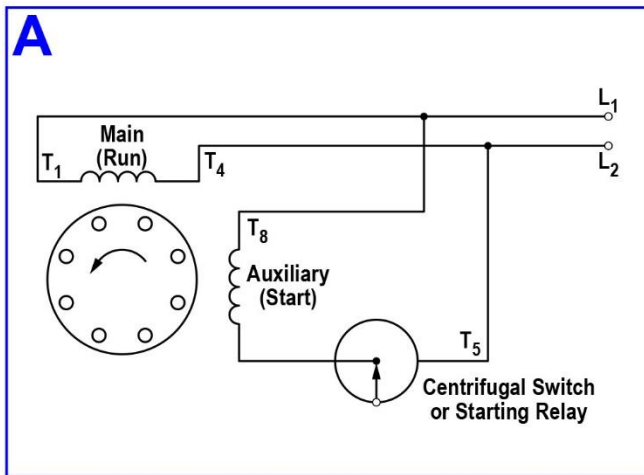 A
L1
Main
(Run)
T1
T4
L2
T8
Auxiliary
(Start)
T5
Centrifugal Switch
or Starting Relay